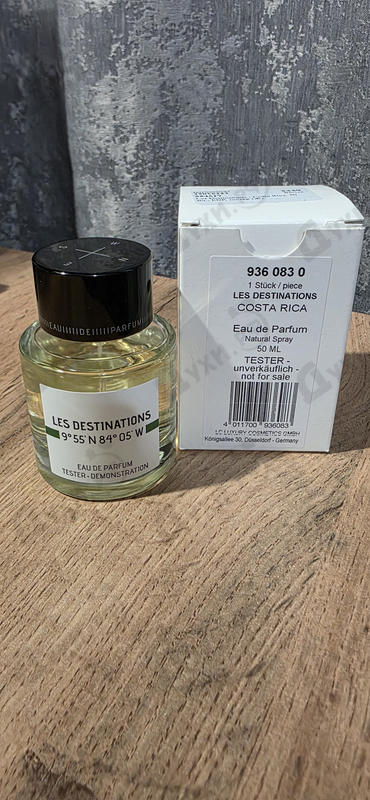 936 083 0
1 Stück / piece
LES DESTINATIONS
COSTA RICA
Eau de Parfum
Natural Spray
50 ML
TESTER -
unverkäuflich -
not for sale
4 011700 936083
LC LUXURY COSMETICS GMBH
Königsallee 30, Düsseldorf - Germany
EAU DE PARFUM
LES DESTINATIONS
9° 55' N 84° 05' W
EAU DE PARFUM
TESTER - DEMONSTRATION